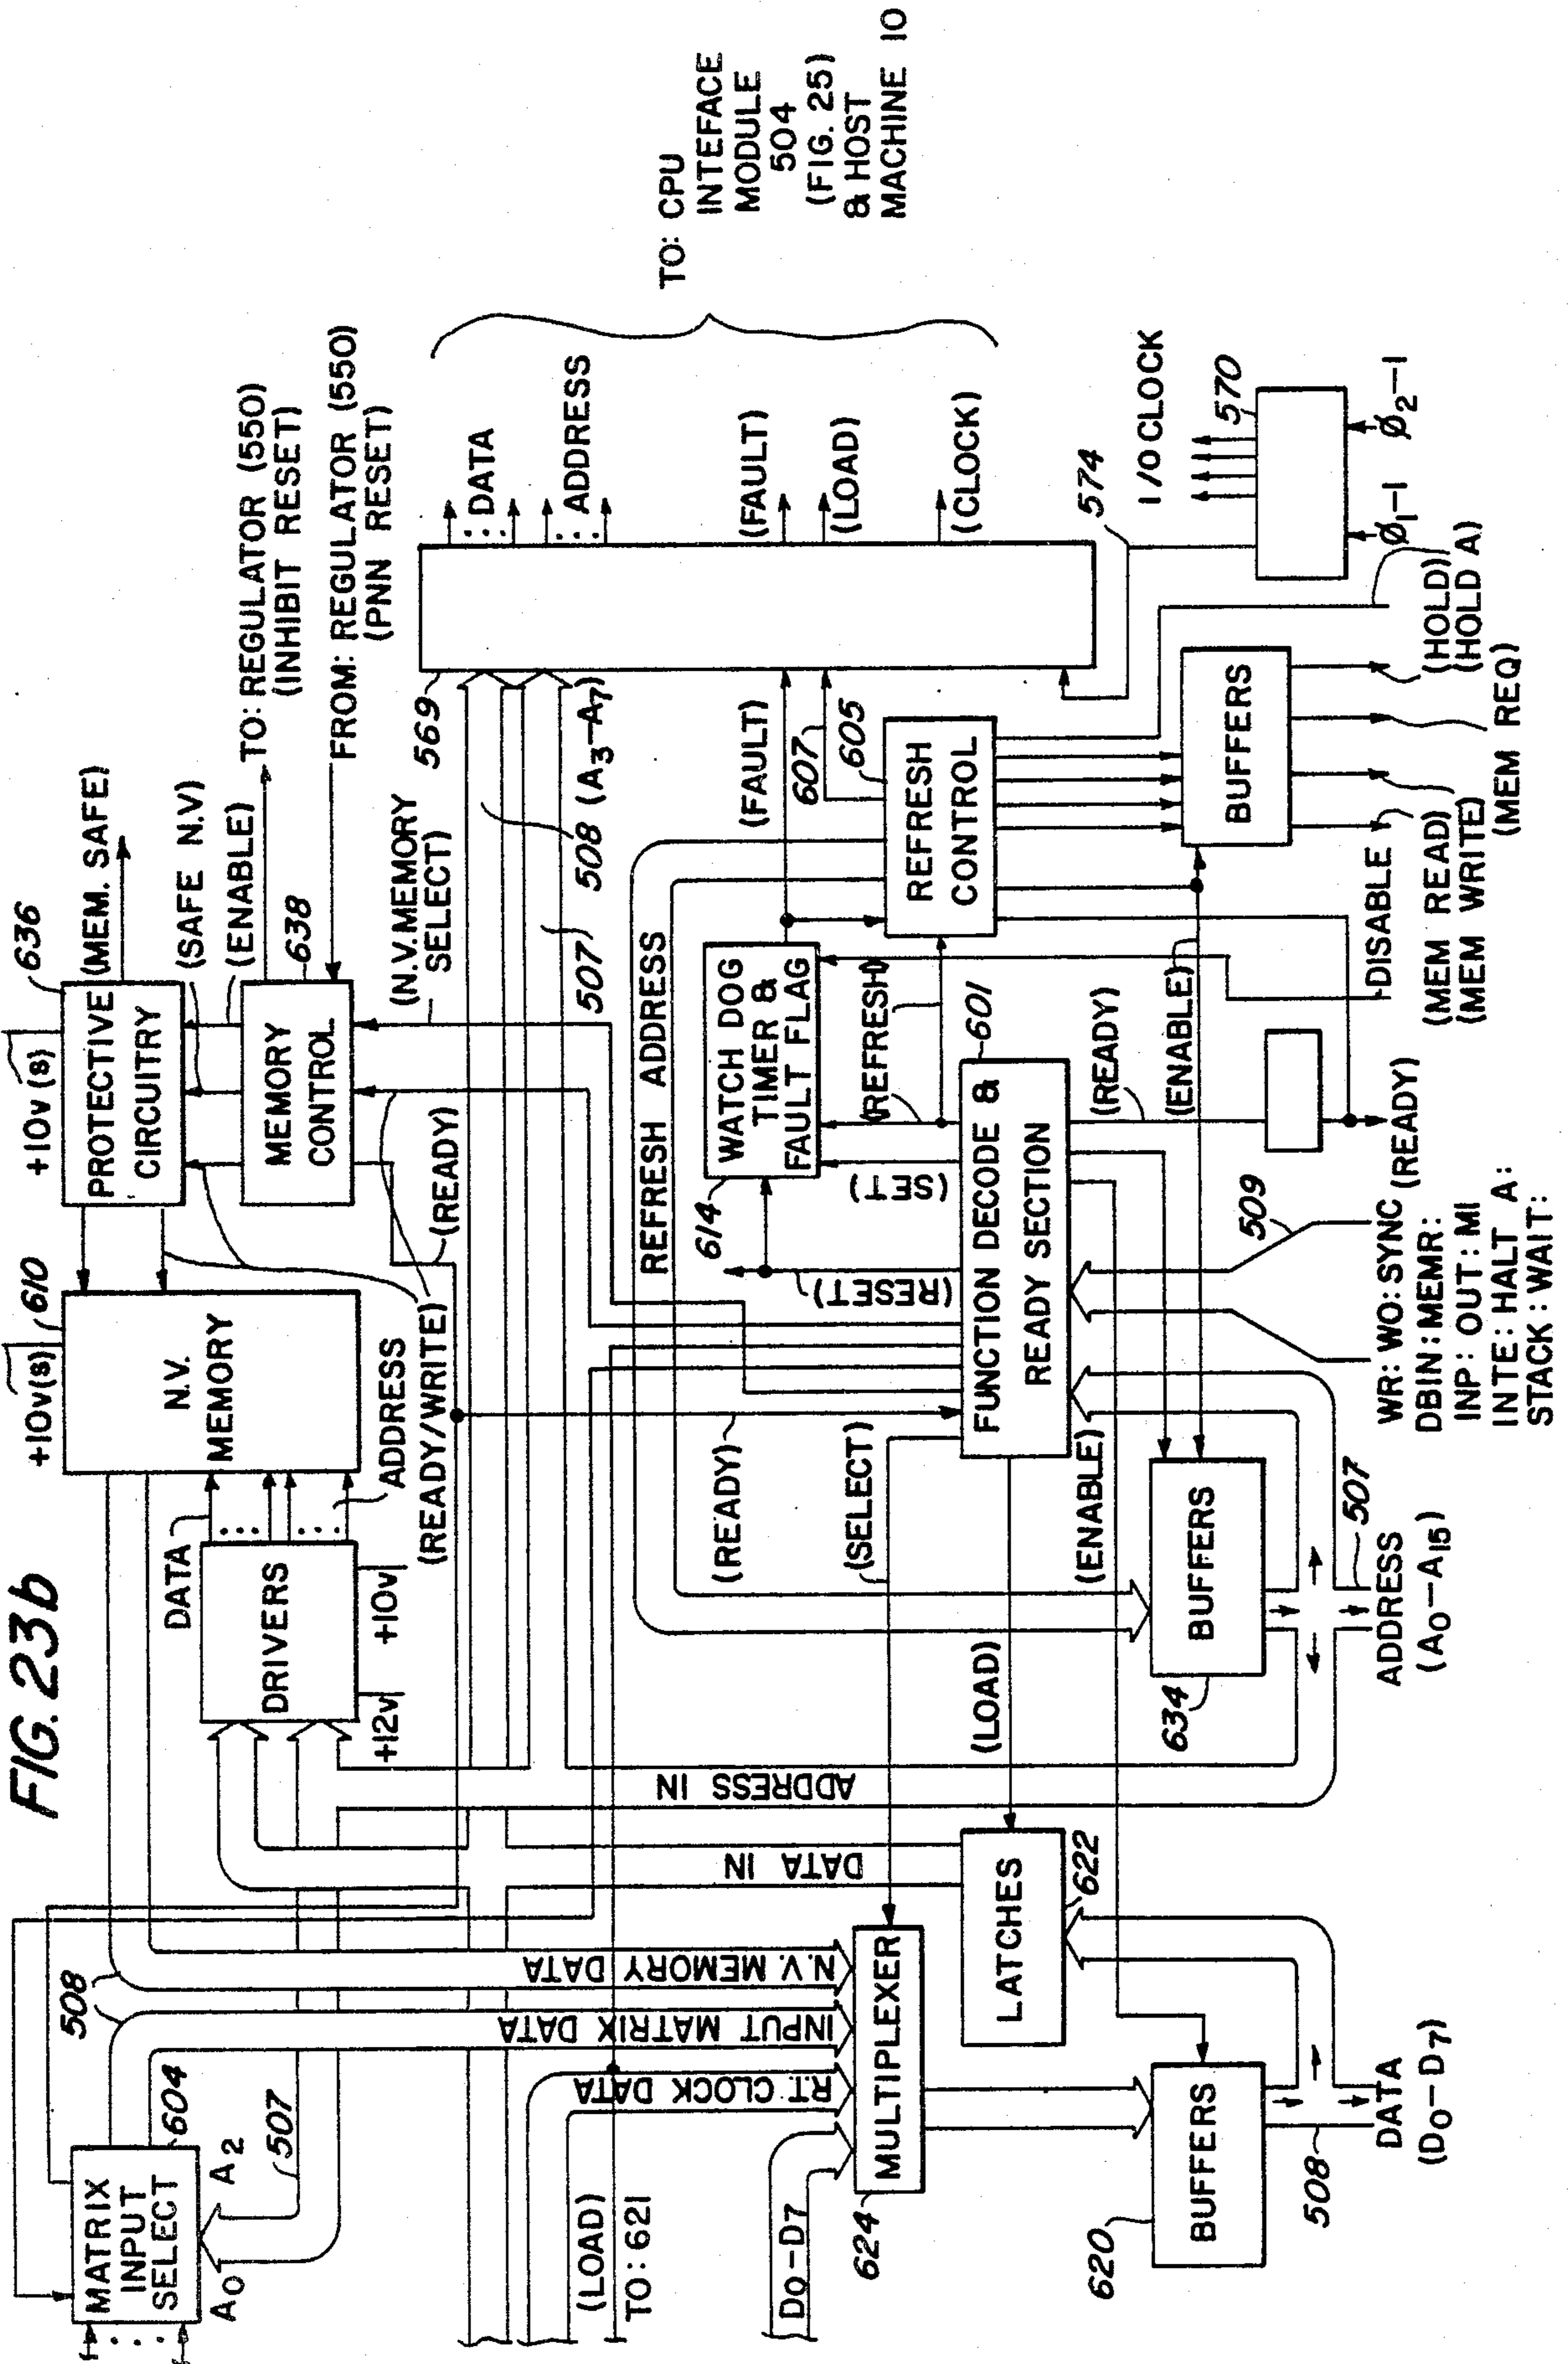 FIG. 23b
MATRIX
INPUT
SELECT
604
A0
A2
507
508
+10v(s)
610
N.V.
MEMORY
+10v(s)
636
PROTECTIVE
CIRCUITRY
(MEM. SAFE)
(SAFE N.V)
(ENABLE)
TO: REGULATOR (550)
(INHIBIT RESET)
FROM: REGULATOR (550)
(PNN RESET)
638
MEMORY
CONTROL
DATA
DRIVERS
+12v
+10v
ADDRESS
(READY/WRITE)
(READY)
(N.V. MEMORY
SELECT)
507
508 (A3-A7)
569
DATA
ADDRESS
(FAULT)
(LOAD)
(CLOCK)
TO: CPU
INTEFACE
MODULE
504
(FIG. 25)
& HOST
MACHINE 10
(LOAD)
TO: 621
D0-D7
R.T. CLOCK DATA
INPUT MATRIX DATA
N.V. MEMORY DATA
DATA IN
ADDRESS IN
REFRESH ADDRESS
(READY)
(SELECT)
(LOAD)
(ENABLE)
614
WATCH DOG
TIMER &
FAULT FLAG
(FAULT)
607
605
REFRESH
CONTROL
(RESET)
(SET)
(REFRESH)
(REFRESH)
601
FUNCTION DECODE &
READY SECTION
(READY)
(ENABLE)
574
I/O CLOCK
570
Ø1-1
Ø2-1
624
MULTIPLEXER
LATCHES
622
634
BUFFERS
BUFFERS
620
BUFFERS
508
DATA
(D0-D7)
507
ADDRESS
(A0-A15)
509
WR: WO: SYNC
DBIN: MEMR:
INP: OUT: MI
INTE: HALT A:
STACK: WAIT:
(READY)
DISABLE
(MEM READ)
(MEM WRITE)
(MEM REQ)
(HOLD)
(HOLD A)